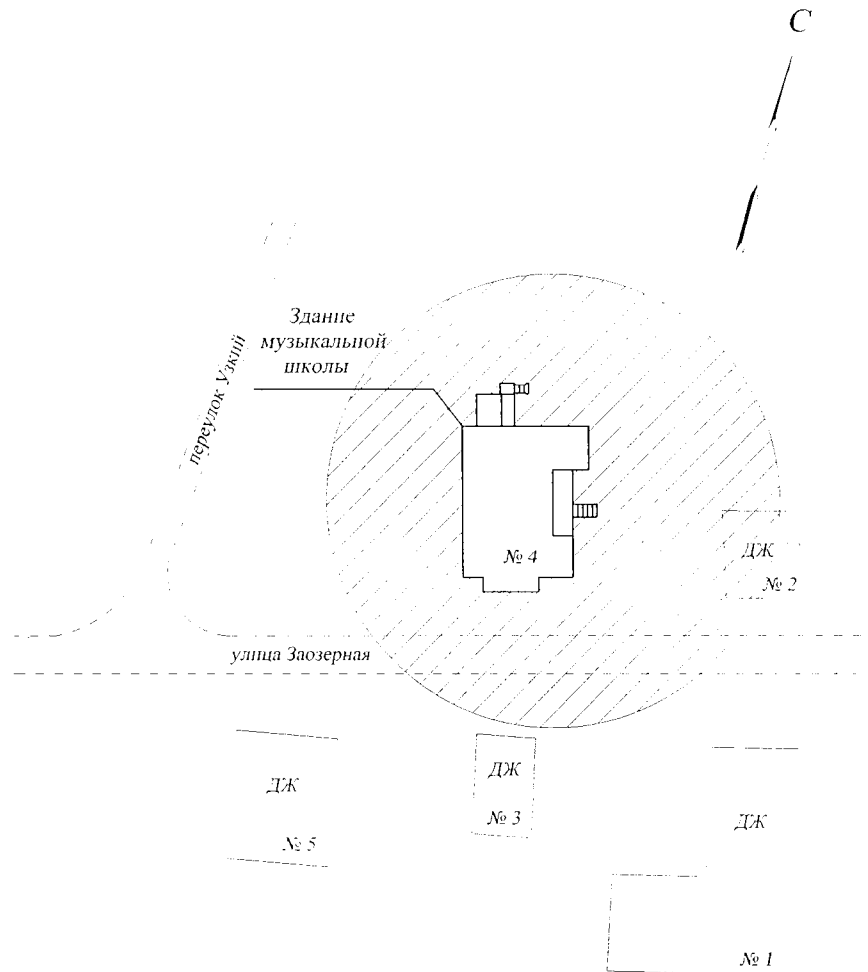 С
Здание
музыкальной
школы
переулок Узкий
№ 4
ДЖ
№ 2
улица Заозерная
ДЖ
№ 3
ДЖ
№ 5
ДЖ
№ 1